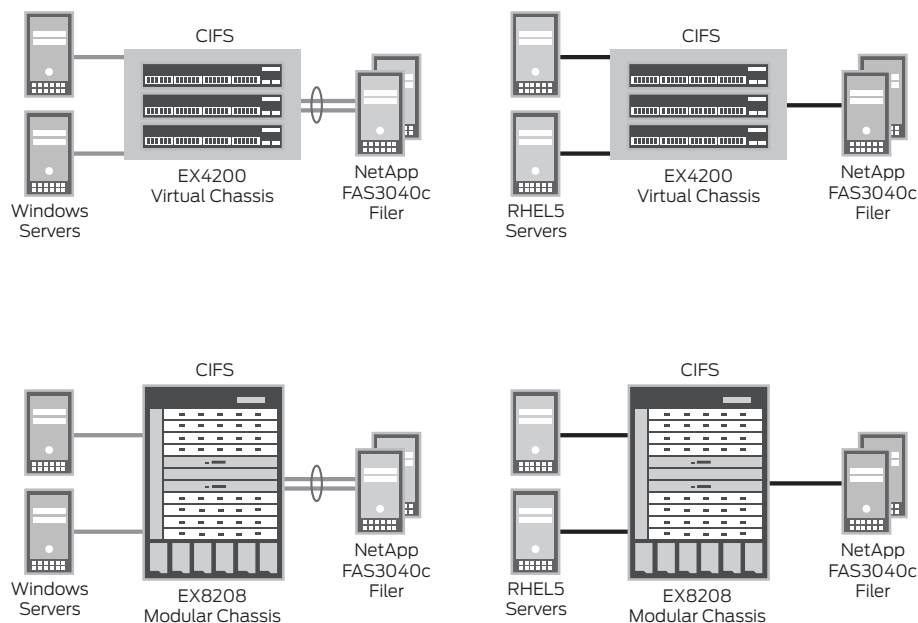 CIFS
EX4200
Virtual Chassis
Windows
Servers
NetApp
FAS3040c
Filer
CIFS
EX4200
Virtual Chassis
RHEL5
Servers
NetApp
FAS3040c
Filer
CIFS
EX8208
Modular Chassis
Windows
Servers
NetApp
FAS3040c
Filer
CIFS
EX8208
Modular Chassis
RHEL5
Servers
NetApp
FAS3040c
Filer